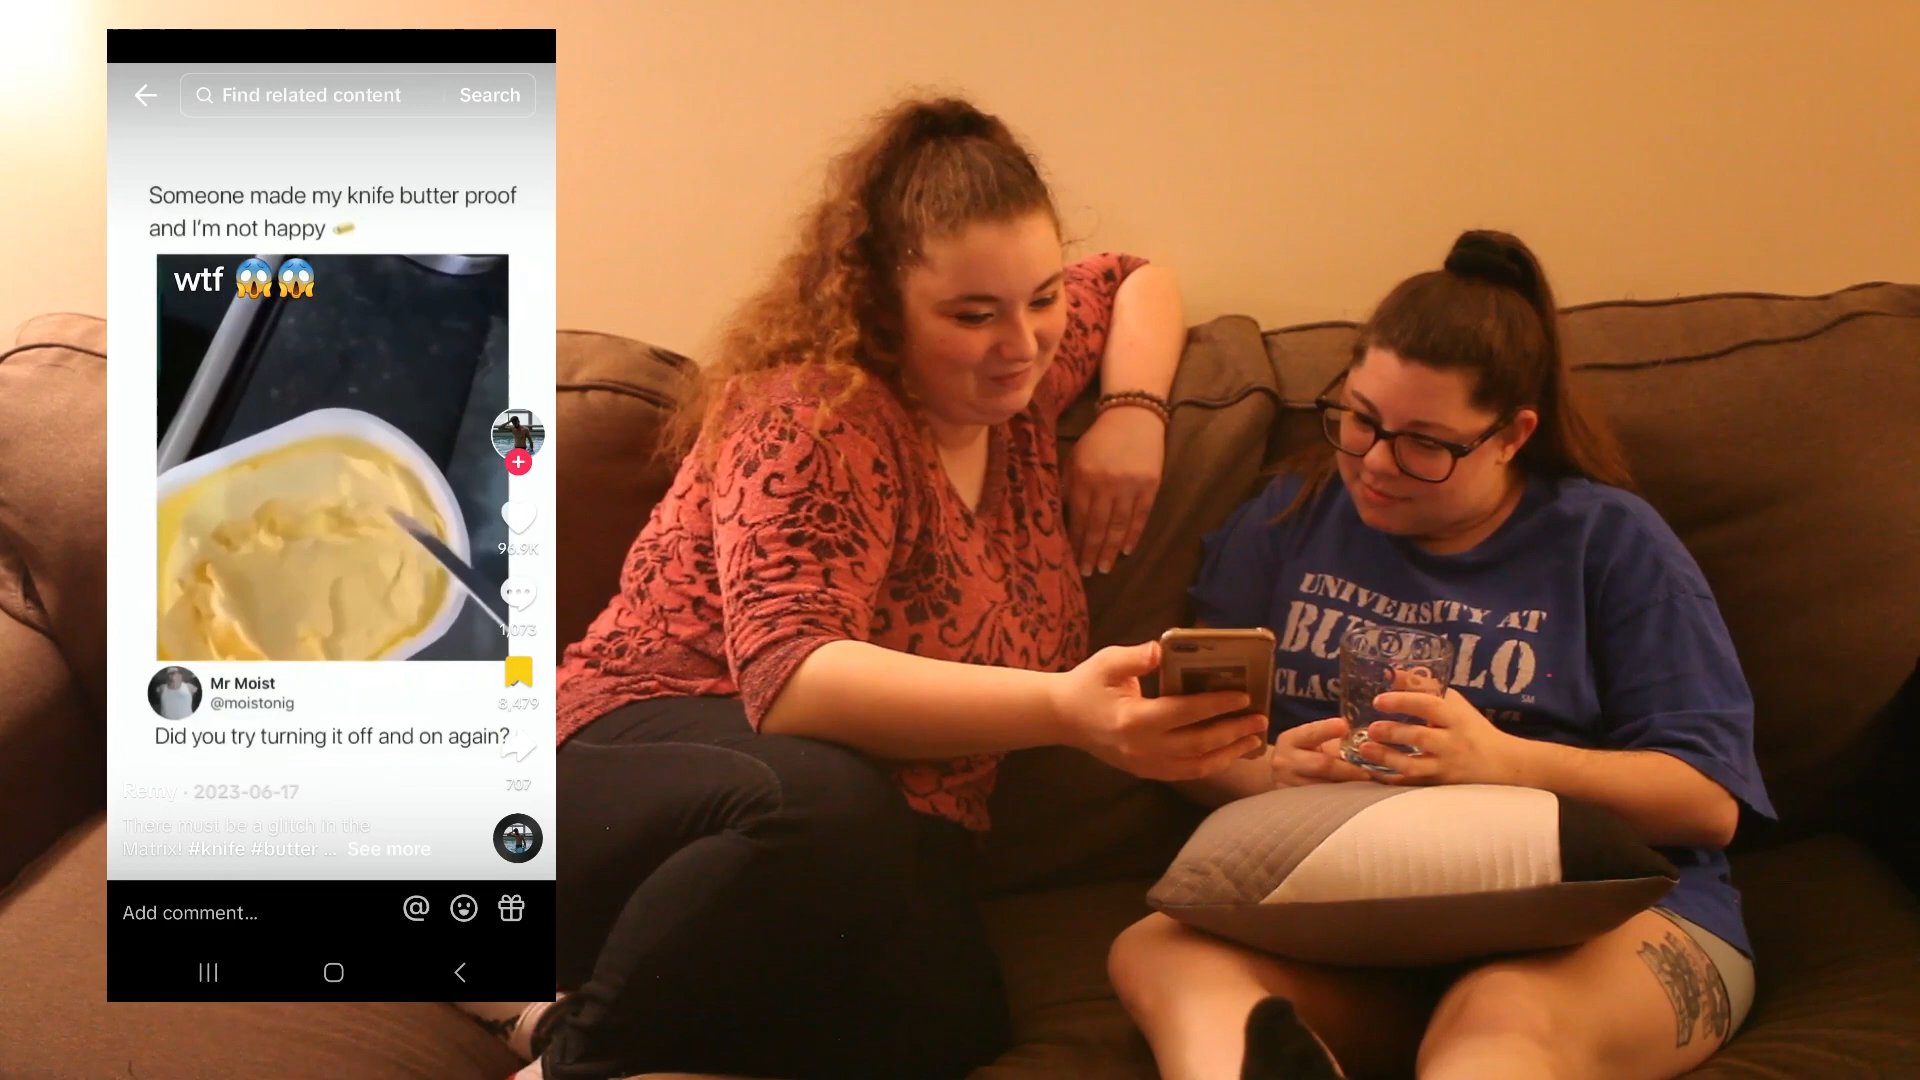 Find related content
Search
Someone made my knife butter proof
and I'm not happy
wtf 😱😱
96.9K
1,073
8,479
707
Mr Moist
@moistonig
Did you try turning it off and on again?
Remy · 2023-06-17
There must be a glitch in the
Matrix! #knife #butter ... See more
Add comment...
UNIVERSITY AT
BUFFALO